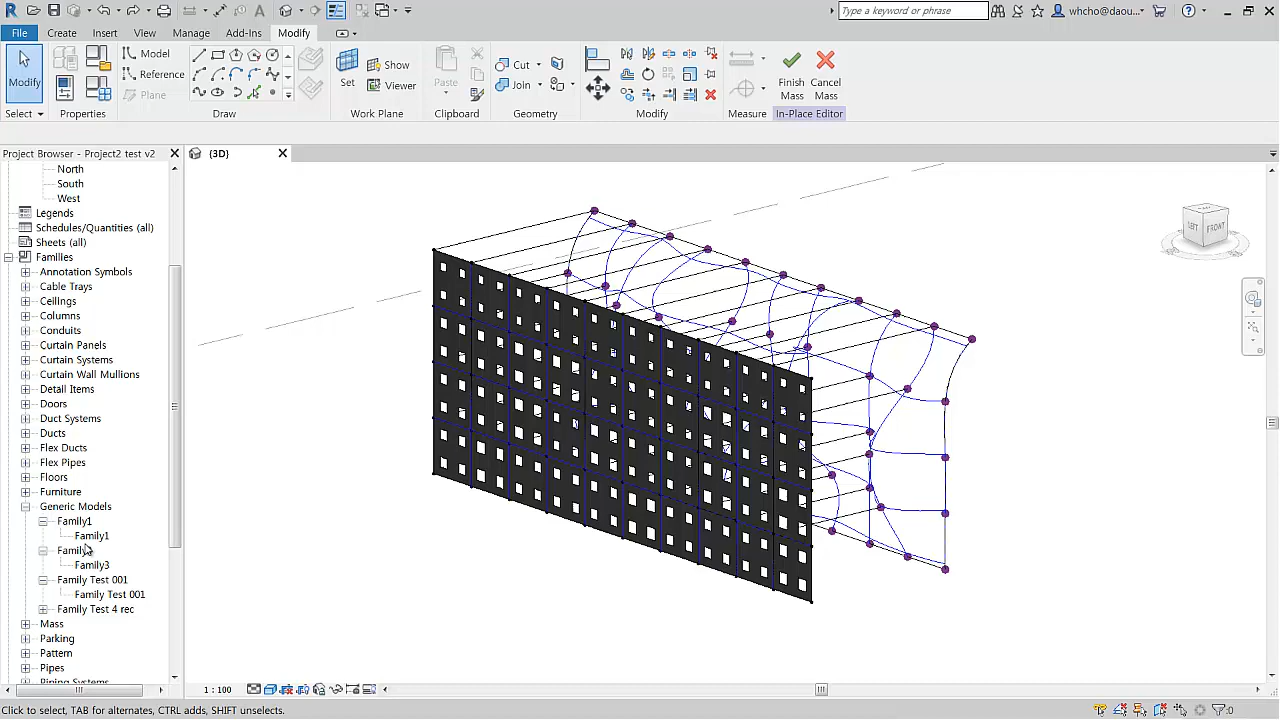 Type a keyword or phrase
whcho@daou...
File
Create
Insert
View
Manage
Add-Ins
Modify
Modify
Select
Properties
Model
Reference
Plane
Draw
Set
Show
Viewer
Work Plane
Paste
Clipboard
Cut
Join
Geometry
Modify
Measure
Finish Mass
Cancel Mass
In-Place Editor
Project Browser - Project2 test v2
{3D}
North
South
West
Legends
Schedules/Quantities (all)
Sheets (all)
Families
Annotation Symbols
Cable Trays
Ceilings
Columns
Conduits
Curtain Panels
Curtain Systems
Curtain Wall Mullions
Detail Items
Doors
Duct Systems
Ducts
Flex Ducts
Flex Pipes
Floors
Furniture
Generic Models
Family1
Family1
Family3
Family Test 001
Family Test 001
Family Test 4 rec
Mass
Parking
Pattern
Pipes
Piping Systems
LEFT
FRONT
1 : 100
Click to select, TAB for alternates, CTRL adds, SHIFT unselects.
:0